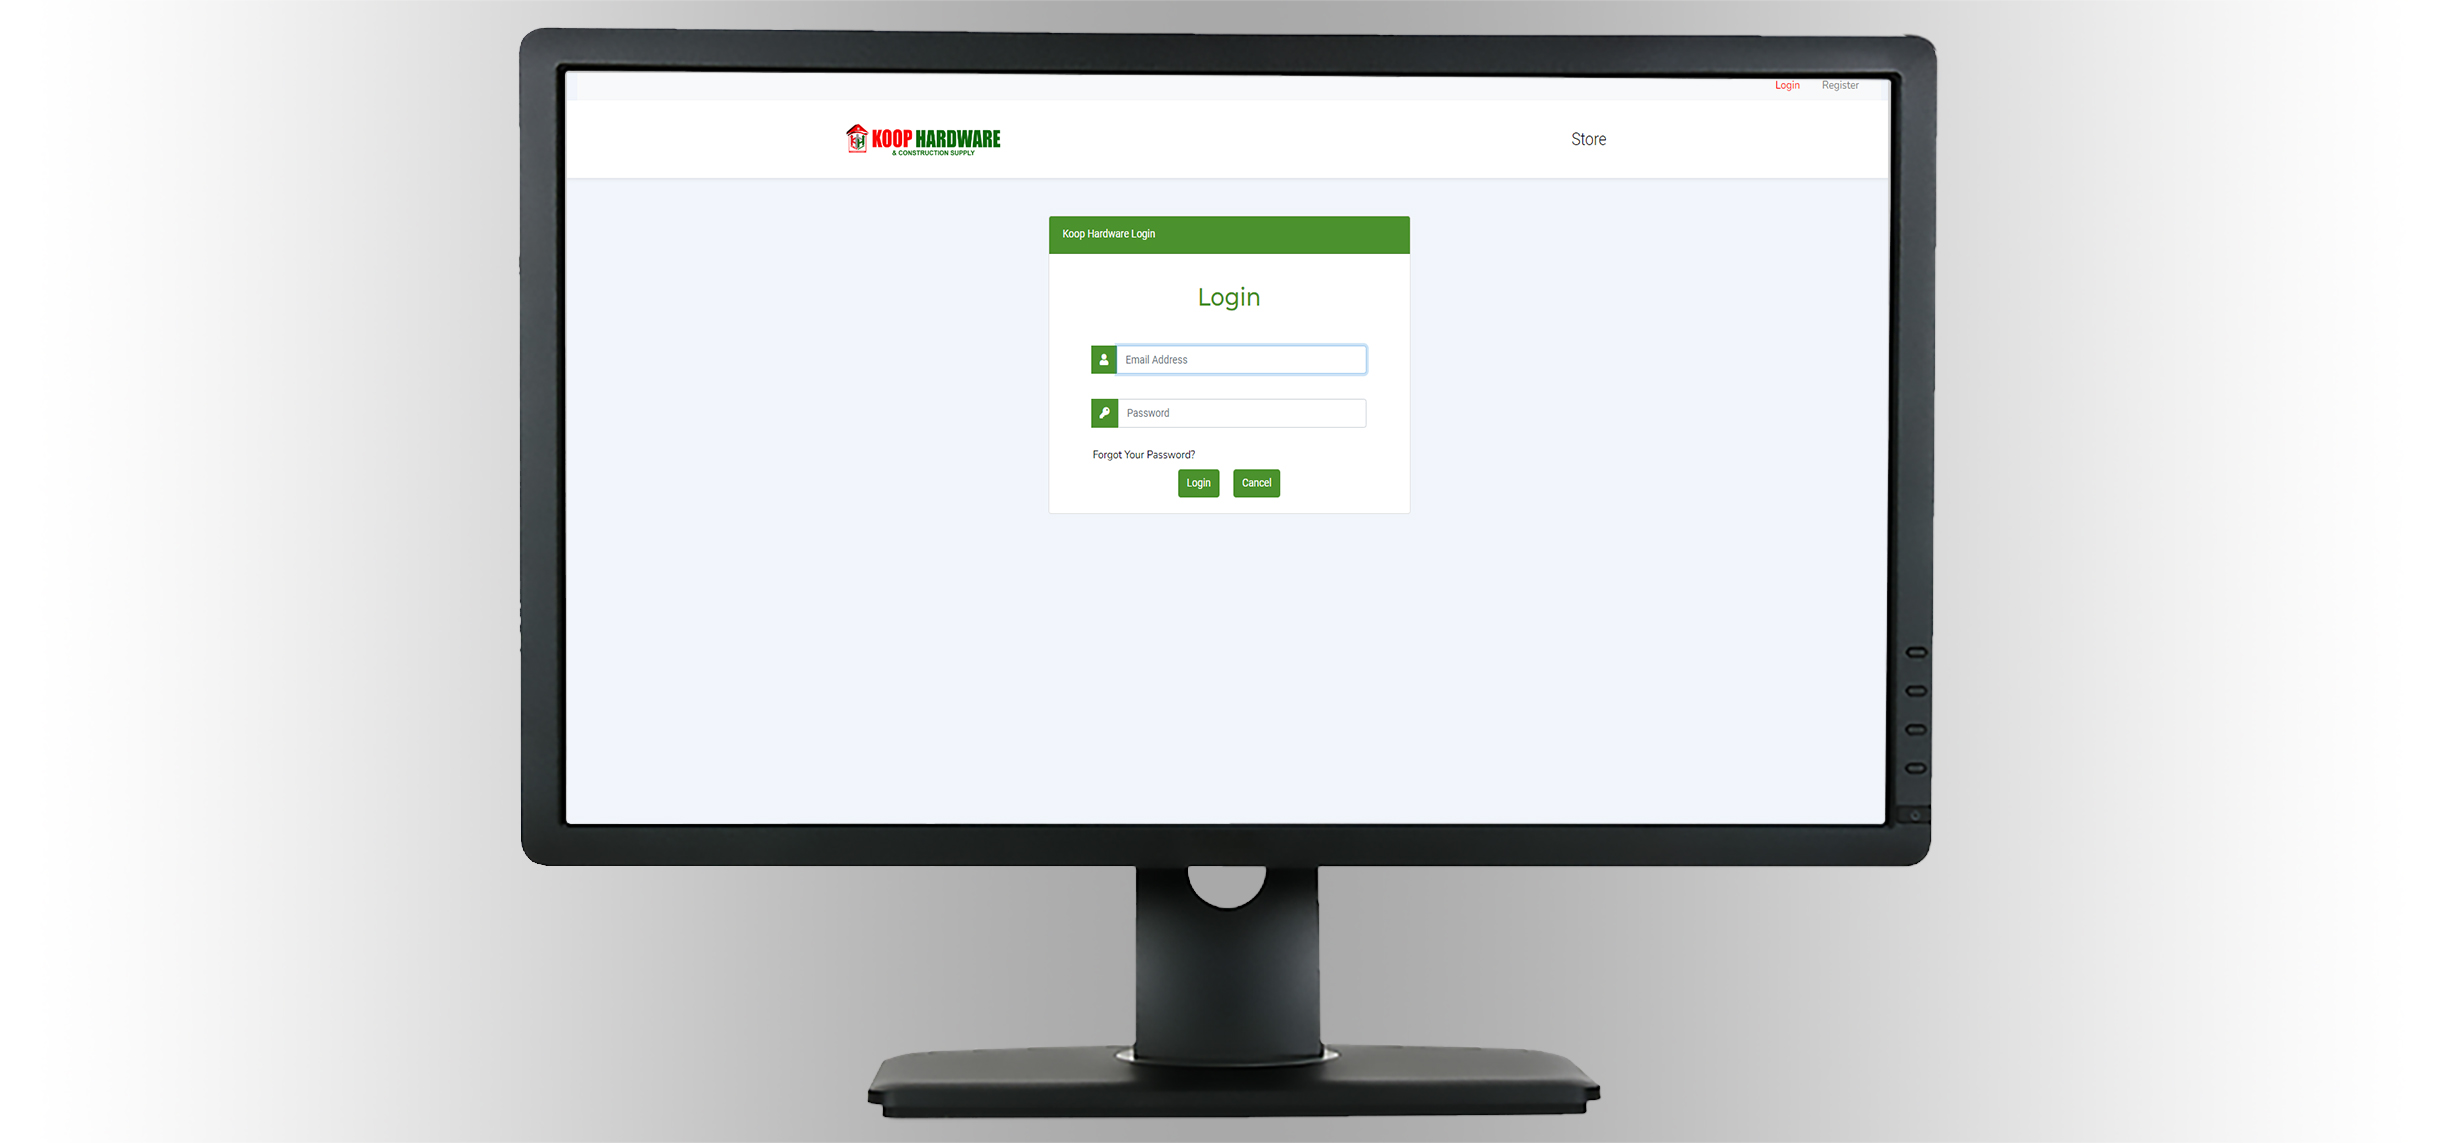 Login Register
KOOP HARDWARE
& CONSTRUCTION SUPPLY
Store
Koop Hardware Login
Login
Email Address
Password
Forgot Your Password?
Login Cancel